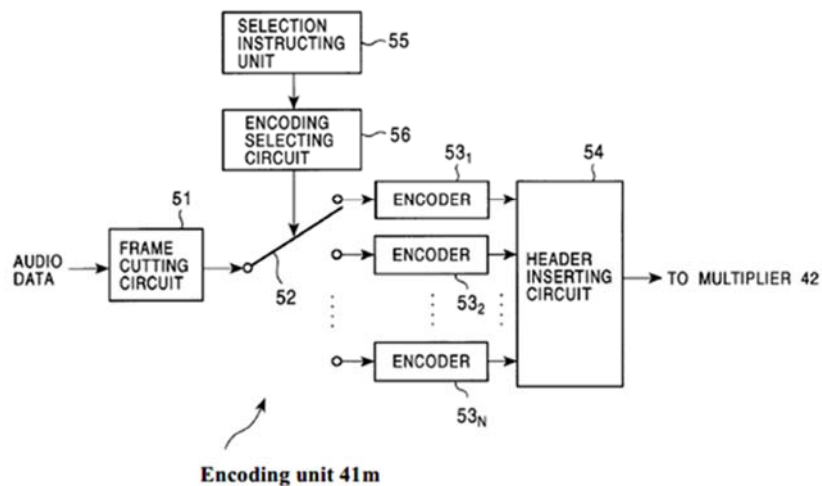 SELECTION
INSTRUCTING
UNIT
55
ENCODING
SELECTING
CIRCUIT
56
51
FRAME
CUTTING
CIRCUIT
AUDIO
DATA
52
53₁
ENCODER
ENCODER
53₂
ENCODER
53N
54
HEADER
INSERTING
CIRCUIT
TO MULTIPLIER 42
Encoding unit 41m